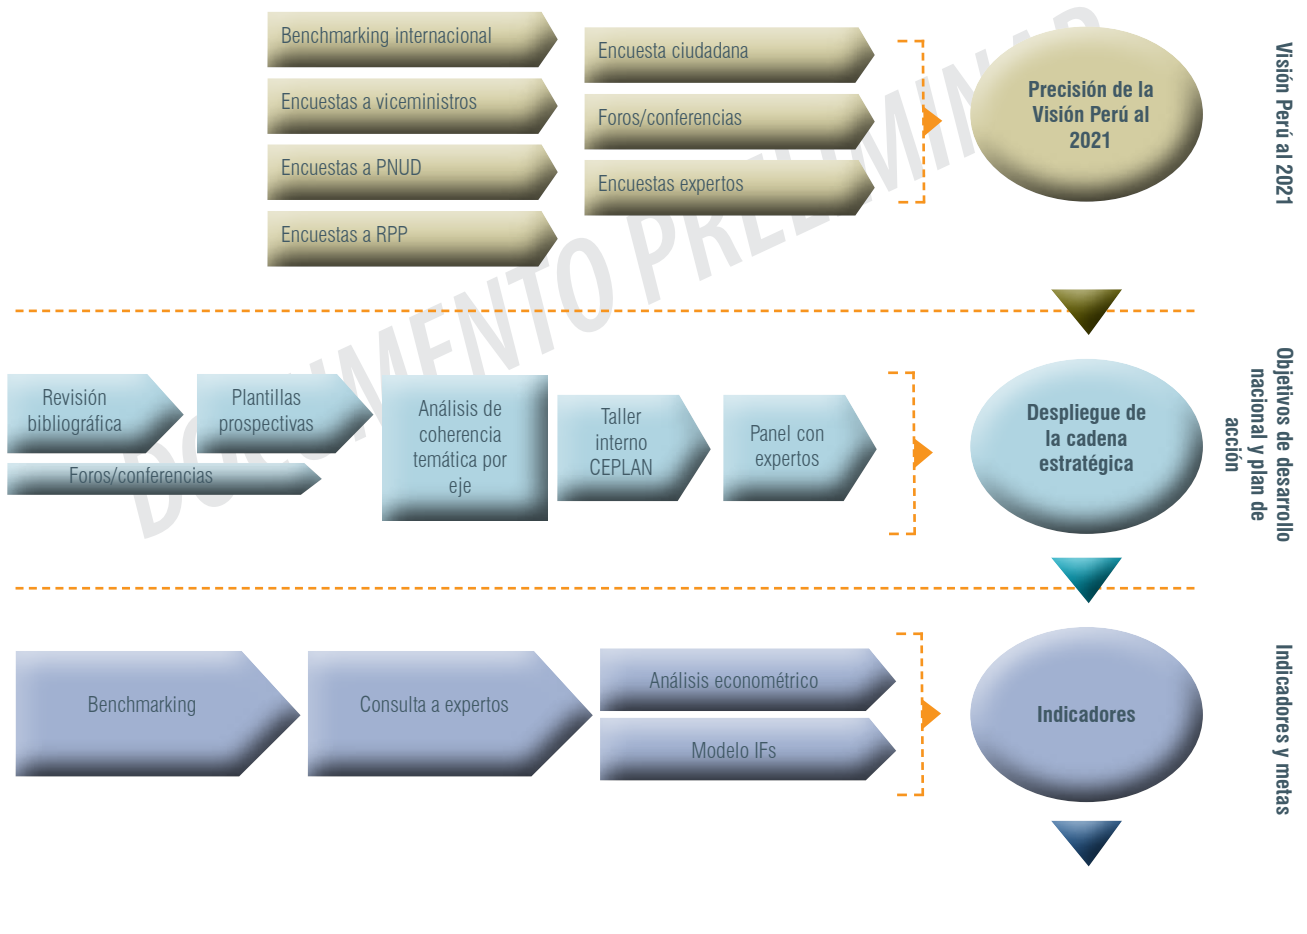 Benchmarking internacional
Encuestas a viceministros
Encuestas a PNUD
Encuestas a RPP
Encuesta ciudadana
Foros/conferencias
Encuestas expertos
Precisión de la
Visión Perú al
2021
Visión Perú al 2021
DOCUMENTO PRELIMINAR
Revisión
bibliográfica
Plantillas
prospectivas
Foros/conferencias
Análisis de
coherencia
temática por
eje
Taller
interno
CEPLAN
Panel con
expertos
Despliegue de
la cadena
estratégica
Objetivos de desarrollo
nacional y plan de
acción
Benchmarking
Consulta a expertos
Análisis econométrico
Modelo IFs
Indicadores
Indicadores y metas